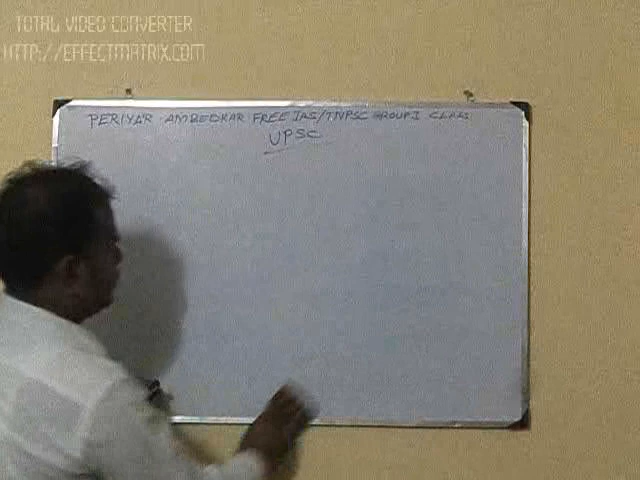 TOTAL VIDEO CONVERTER
HTTP://EFFECTMATRIX.COM
PERIYAR AMBEDKAR FREE IAS/TNPSC GROUP I CLASS
UPSC